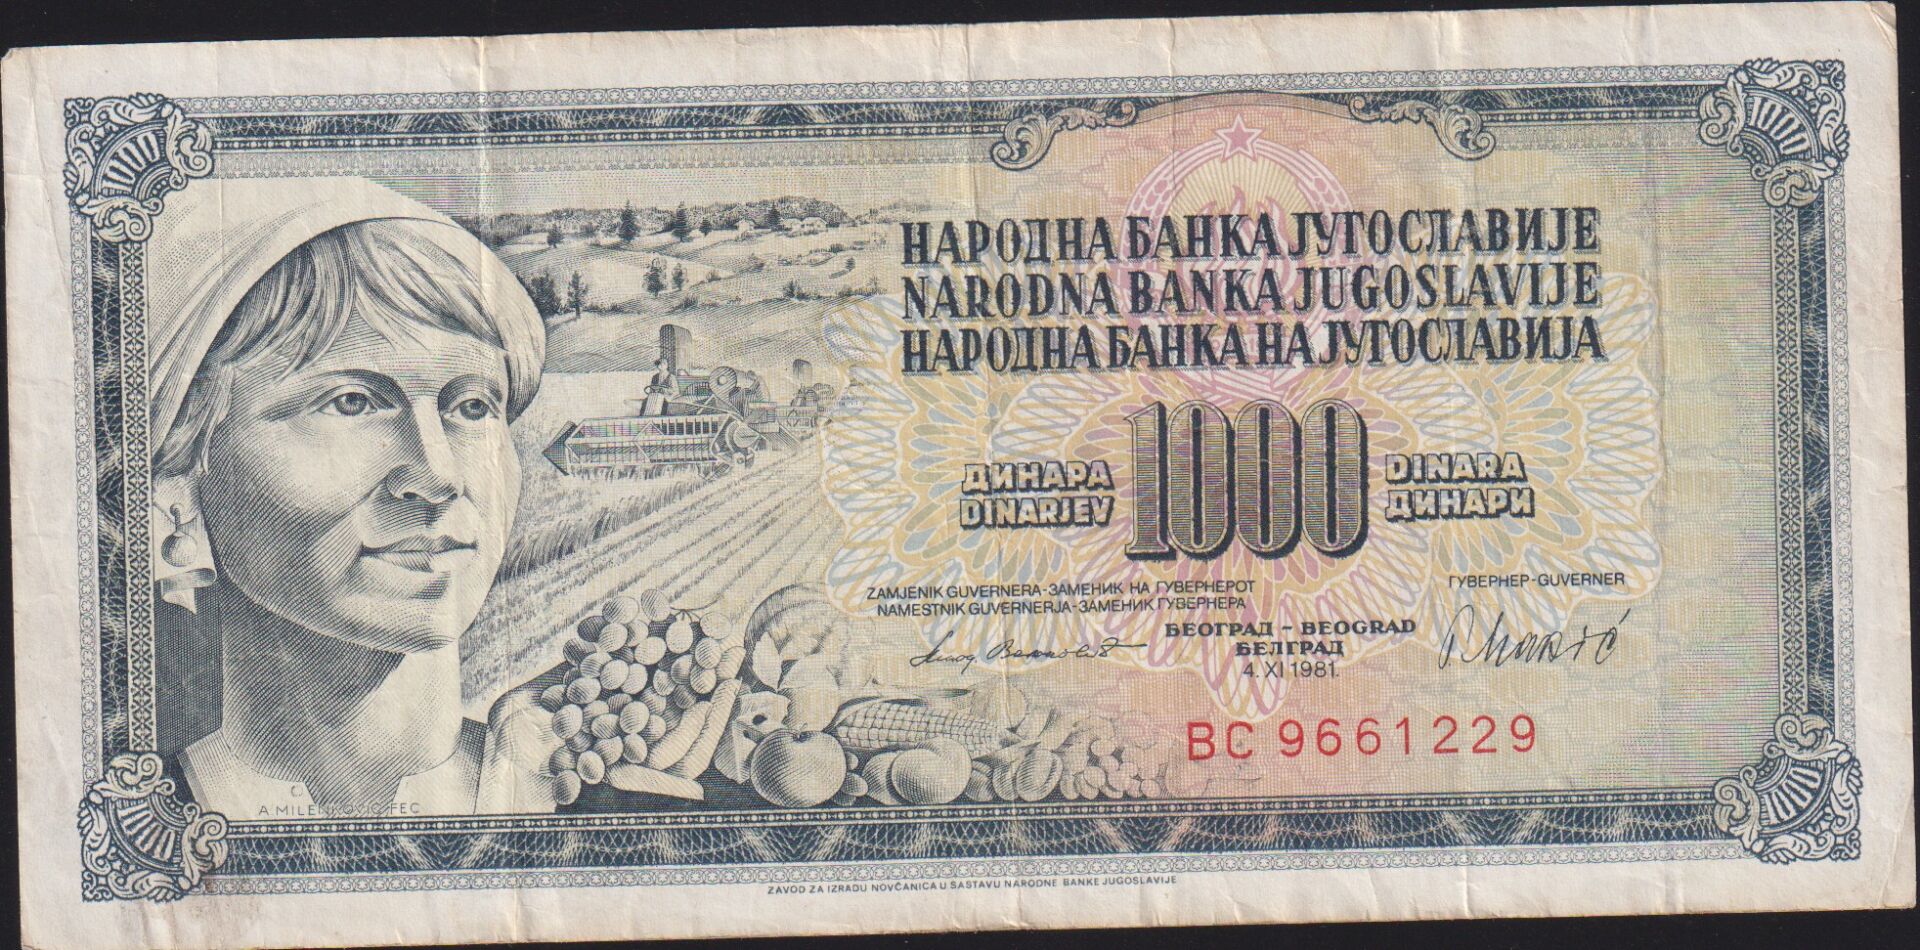 НАРОДНА БАНКА ЈУГОСЛАВИЈЕ
NARODNA BANKA JUGOSLAVIJE
НАРОДНА БАНКА НА ЈУГОСЛАВИЈА
ДИНАРА 1000 DINARA
DINARJEV ДИНАРИ
ZAMJENIK GUVERNERA-ЗАМЕНИК НА ГУВЕРНЕРОТ
NAMESTNIK GUVERNERJA-ЗАМЕНИК ГУВЕРНЕРА
ГУВЕРНЕР-GUVERNER
БЕОГРАД - BEOGRAD
БЕЛГРАД
4. XI 1981.
BC 9661229
A MILENKOVIĆ FEC
ZAVOD ZA IZRADU NOVČANICA U SASTAVU NARODNE BANKE JUGOSLAVIJE